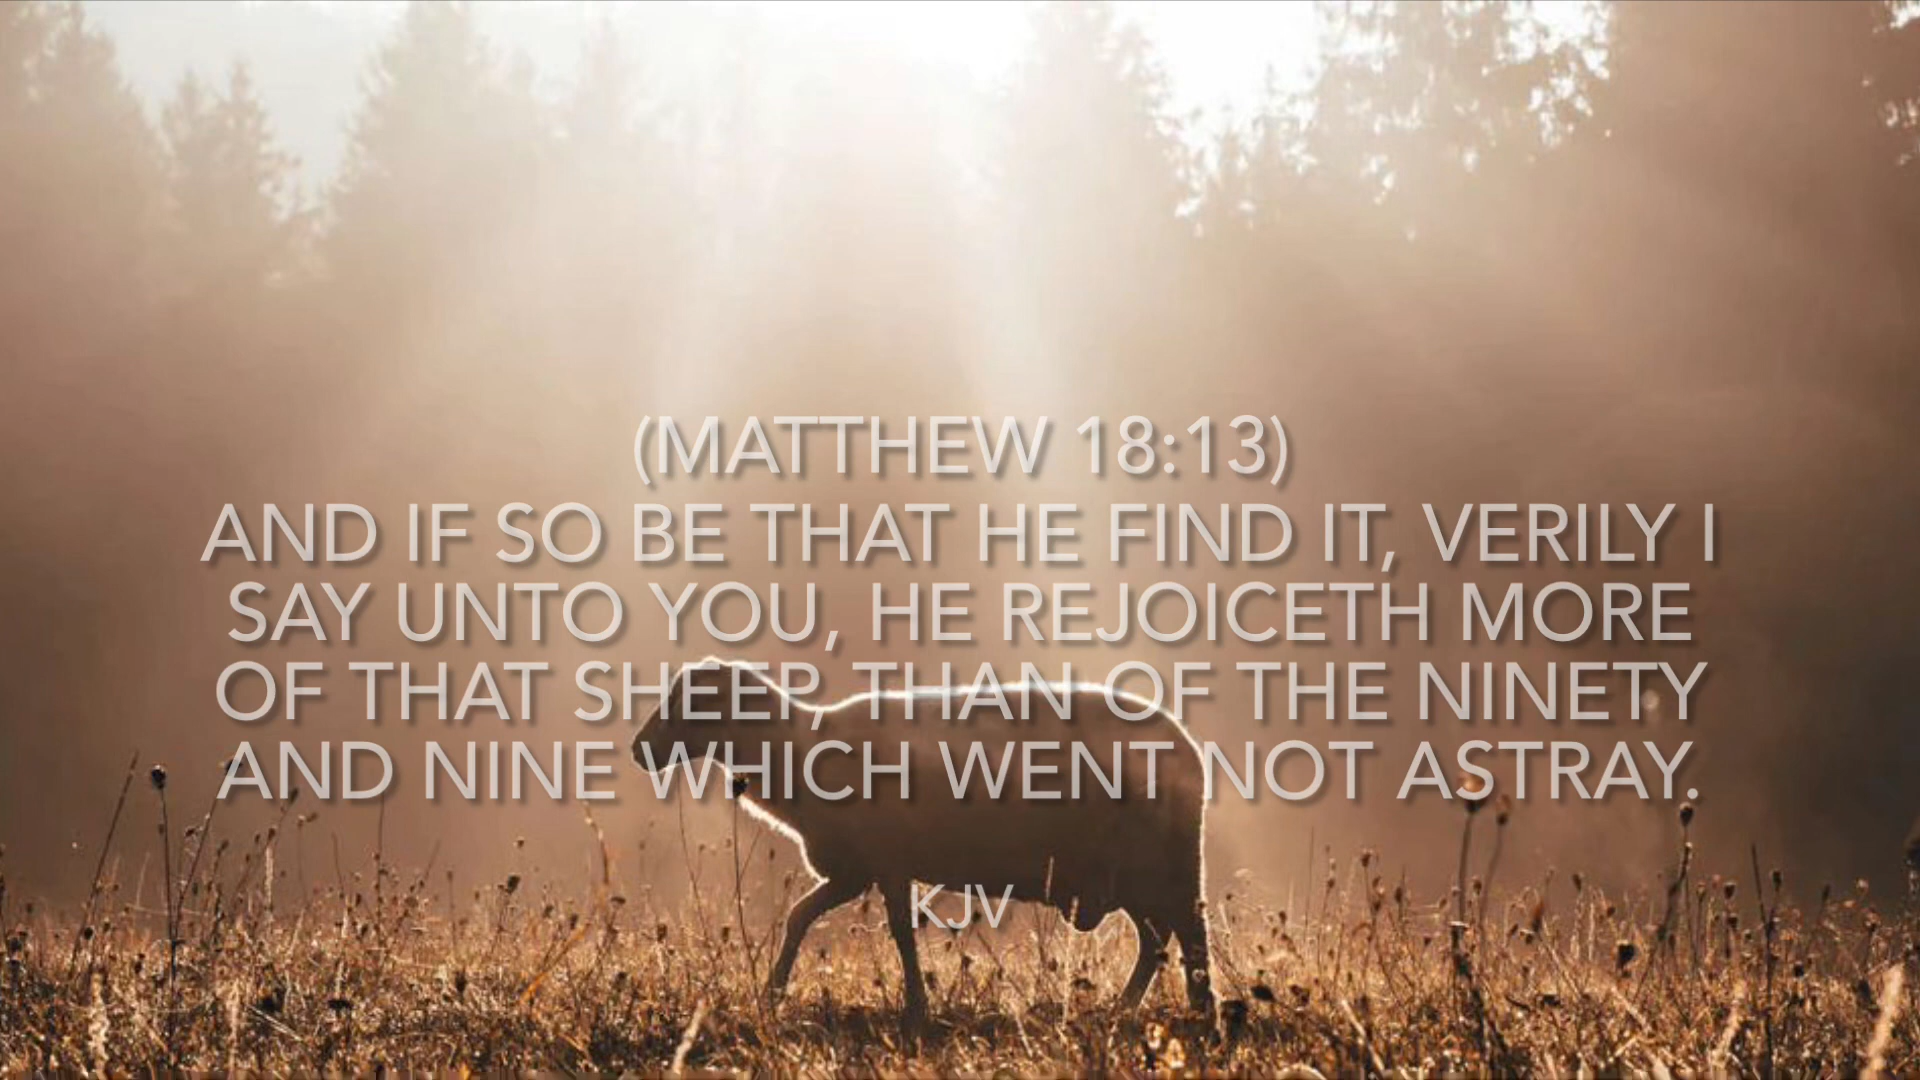 (MATTHEW 18:13)
AND IF SO BE THAT HE FIND IT, VERILY I
SAY UNTO YOU, HE REJOICETH MORE
OF THAT SHEEP, THAN OF THE NINETY
AND NINE WHICH WENT NOT ASTRAY.
KJV